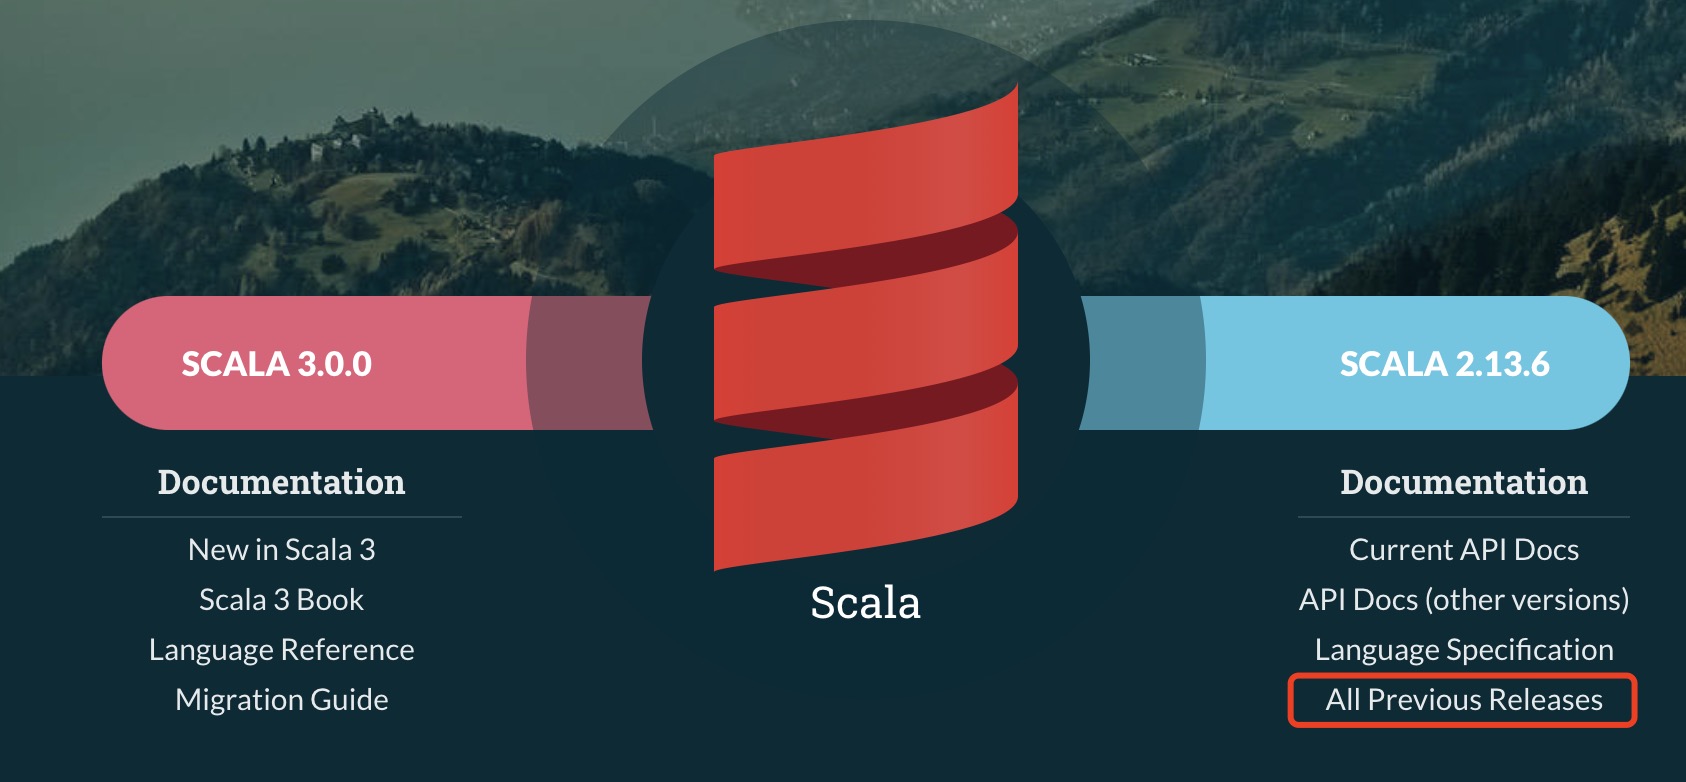 SCALA 3.0.0
Documentation
New in Scala 3
Scala 3 Book
Language Reference
Migration Guide
Scala
SCALA 2.13.6
Documentation
Current API Docs
API Docs (other versions)
Language Specification
All Previous Releases